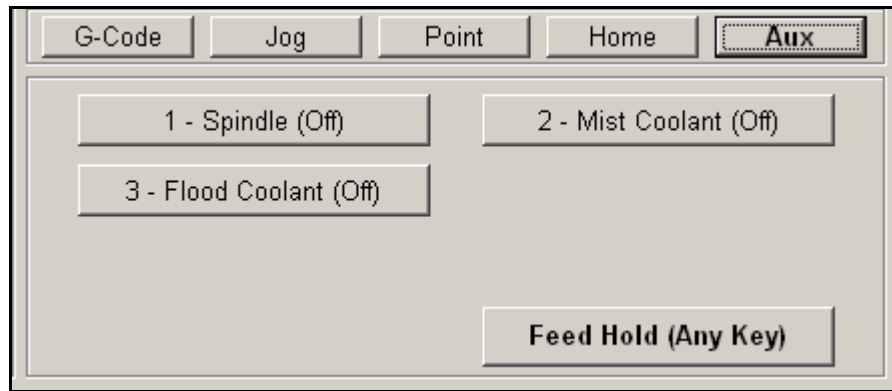 G-Code Jog Point Home Aux
1 - Spindle (Off) 2 - Mist Coolant (Off)
3 - Flood Coolant (Off)
Feed Hold (Any Key)